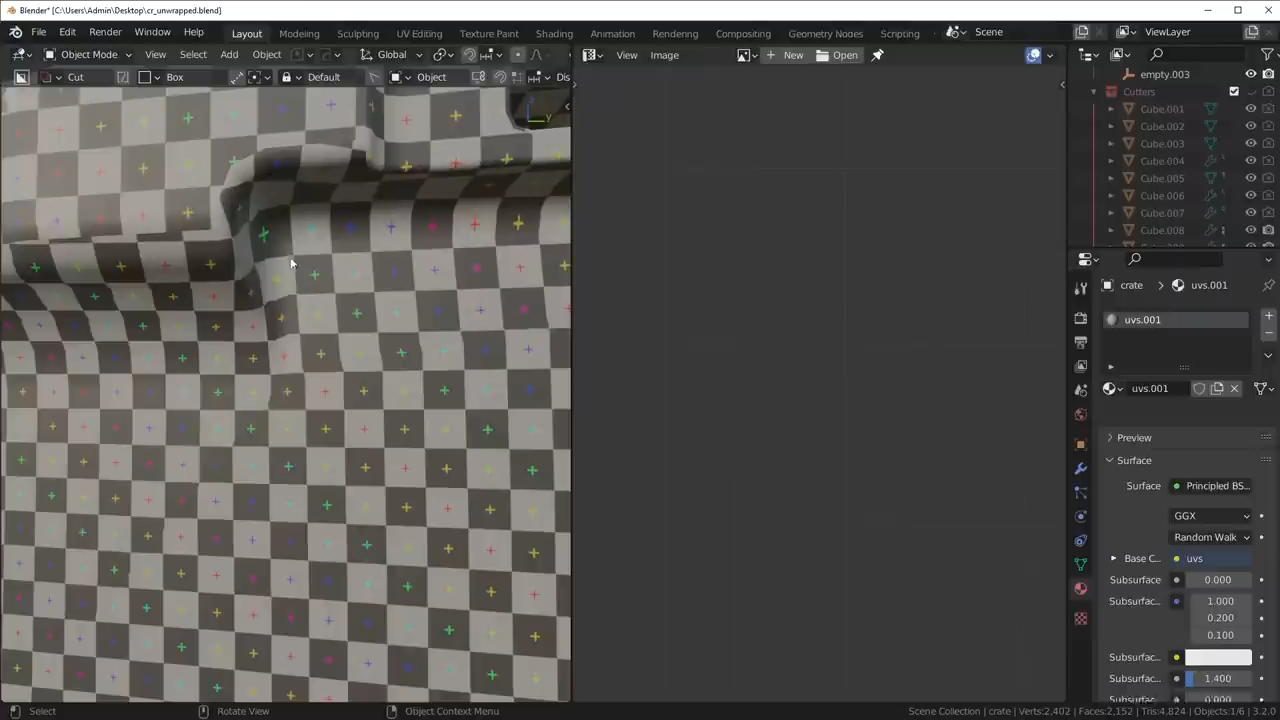 Blender* [C:\Users\Admin\Desktop\cr_unwrapped.blend]
File Edit Render Window Help Layout Modeling Sculpting UV Editing Texture Paint Shading Animation Rendering Compositing Geometry Nodes Scripting Scene ViewLayer
Object Mode View Select Add Object Global View Image New Open
Cut Box Default Object Dis
empty.003
Cutters
Cube.001
Cube.002
Cube.003
Cube.004
Cube.005
Cube.006
Cube.007
Cube.008
crate uvs.001
uvs.001
uvs.001
Preview
Surface
Surface Principled BS...
GGX
Random Walk
Base C... uvs
Subsurface 0.000
Subsurfac... 1.000
0.200
0.100
Subsurfac...
Subsurfac... 1.400
Subsurfac... 0.000
Select Rotate View Object Context Menu Scene Collection | crate | Verts:2,402 | Faces:2,152 | Tris:4,824 | Objects:1/6 | 3.2.0